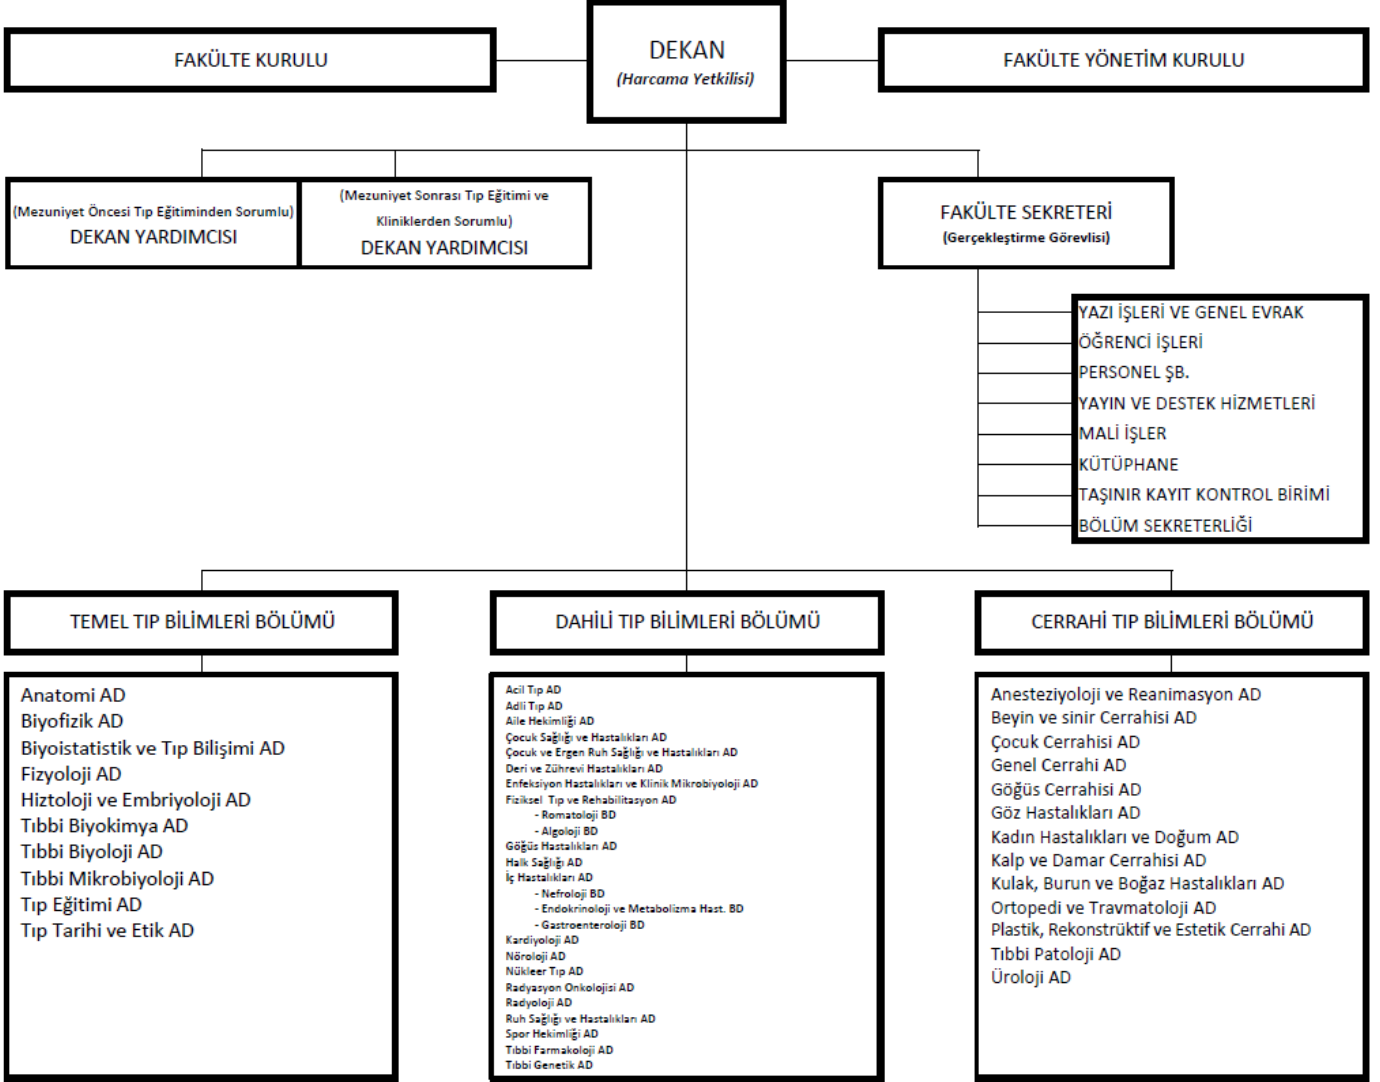 FAKÜLTE KURULU
DEKAN
(Harcama Yetkilisi)
FAKÜLTE YÖNETİM KURULU
(Mezuniyet Öncesi Tıp Eğitiminden Sorumlu)
DEKAN YARDIMCISI
(Mezuniyet Sonrası Tıp Eğitimi ve
Kliniklerden Sorumlu)
DEKAN YARDIMCISI
FAKÜLTE SEKRETERİ
(Gerçekleştirme Görevlisi)
YAZI İŞLERİ VE GENEL EVRAK
ÖĞRENCİ İŞLERİ
PERSONEL ŞB.
YAYIN VE DESTEK HİZMETLERİ
MALİ İŞLER
KÜTÜPHANE
TAŞINIR KAYIT KONTROL BİRİMİ
BÖLÜM SEKRETERLİĞİ
TEMEL TIP BİLİMLERİ BÖLÜMÜ
Anatomi AD
Biyofizik AD
Biyoistatistik ve Tıp Bilişimi AD
Fizyoloji AD
Hiztoloji ve Embriyoloji AD
Tıbbi Biyokimya AD
Tıbbi Biyoloji AD
Tıbbi Mikrobiyoloji AD
Tıp Eğitimi AD
Tıp Tarihi ve Etik AD
DAHİLİ TIP BİLİMLERİ BÖLÜMÜ
Acil Tıp AD
Adli Tıp AD
Aile Hekimliği AD
Çocuk Sağlığı ve Hastalıkları AD
Çocuk ve Ergen Ruh Sağlığı ve Hastalıkları AD
Deri ve Zührevi Hastalıkları AD
Enfeksiyon Hastalıkları ve Klinik Mikrobiyoloji AD
Fiziksel Tıp ve Rehabilitasyon AD
- Romatoloji BD
- Algoloji BD
Göğüs Hastalıkları AD
Halk Sağlığı AD
İç Hastalıkları AD
- Nefroloji BD
- Endokrinoloji ve Metabolizma Hast. BD
- Gastroenteroloji BD
Kardiyoloji AD
Nöroloji AD
Nükleer Tıp AD
Radyasyon Onkolojisi AD
Radyoloji AD
Ruh Sağlığı ve Hastalıkları AD
Spor Hekimliği AD
Tıbbi Farmakoloji AD
Tıbbi Genetik AD
CERRAHİ TIP BİLİMLERİ BÖLÜMÜ
Anesteziyoloji ve Reanimasyon AD
Beyin ve sinir Cerrahisi AD
Çocuk Cerrahisi AD
Genel Cerrahi AD
Göğüs Cerrahisi AD
Göz Hastalıkları AD
Kadın Hastalıkları ve Doğum AD
Kalp ve Damar Cerrahisi AD
Kulak, Burun ve Boğaz Hastalıkları AD
Ortopedi ve Travmatoloji AD
Plastik, Rekonstrüktif ve Estetik Cerrahi AD
Tıbbi Patoloji AD
Üroloji AD